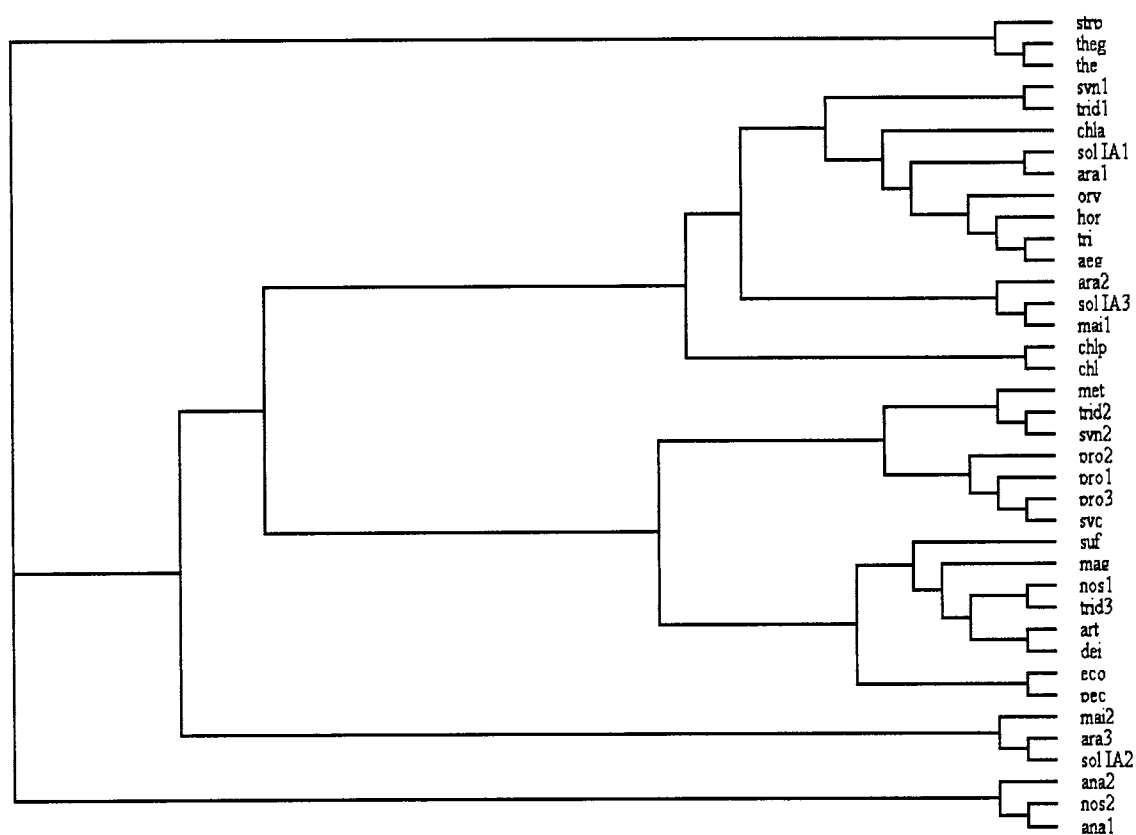 strp
theg
the
syn1
trid1
chla
sol IA1
ara1
ory
hor
tri
aeg
ara2
sol IA3
mai1
chlp
chl
met
trid2
syn2
pro2
pro1
pro3
syc
suf
mag
nos1
trid3
art
dei
eco
pec
mai2
ara3
sol IA2
ana2
nos2
ana1